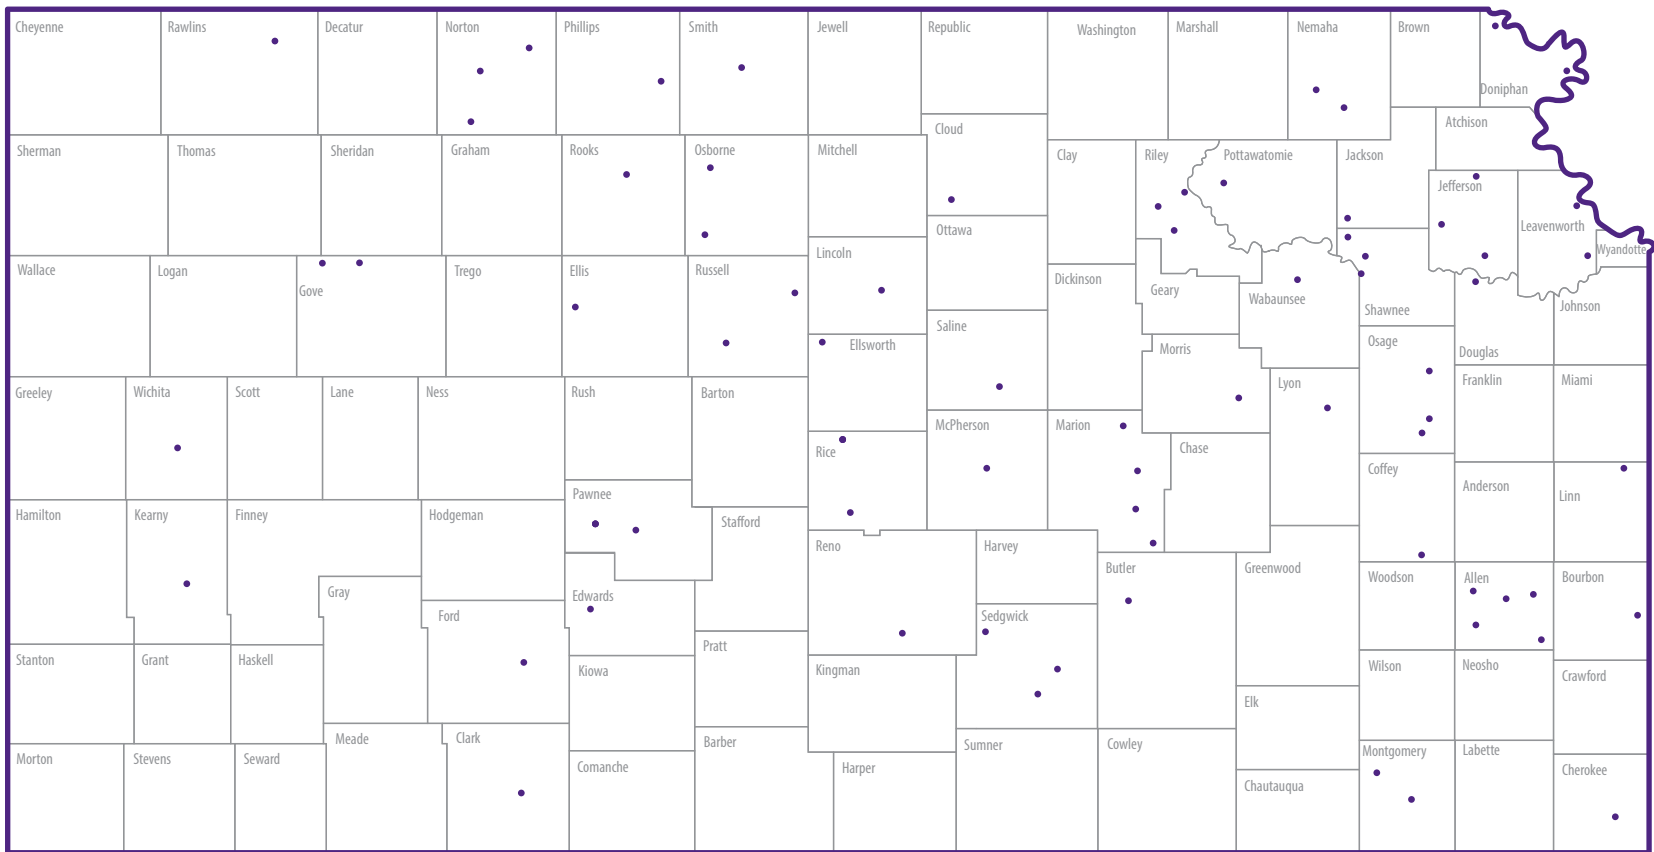 Cheyenne
Rawlins
Decatur
Norton
Phillips
Smith
Jewell
Republic
Washington
Marshall
Nemaha
Brown
Doniphan
Sherman
Thomas
Sheridan
Graham
Rooks
Osborne
Mitchell
Cloud
Clay
Riley
Pottawatomie
Jackson
Atchison
Jefferson
Leavenworth
Wyandotte
Wallace
Logan
Gove
Trego
Ellis
Russell
Lincoln
Ottawa
Dickinson
Geary
Wabaunsee
Shawnee
Johnson
Saline
Ellsworth
Morris
Osage
Douglas
Greeley
Wichita
Scott
Lane
Ness
Rush
Barton
Rice
McPherson
Marion
Chase
Lyon
Franklin
Miami
Coffey
Anderson
Linn
Hamilton
Kearny
Finney
Hodgeman
Pawnee
Stafford
Reno
Harvey
Butler
Greenwood
Woodson
Allen
Bourbon
Gray
Ford
Edwards
Sedgwick
Stanton
Grant
Haskell
Kiowa
Pratt
Kingman
Elk
Wilson
Neosho
Crawford
Meade
Clark
Barber
Sumner
Cowley
Montgomery
Labette
Morton
Stevens
Seward
Comanche
Harper
Chautauqua
Cherokee